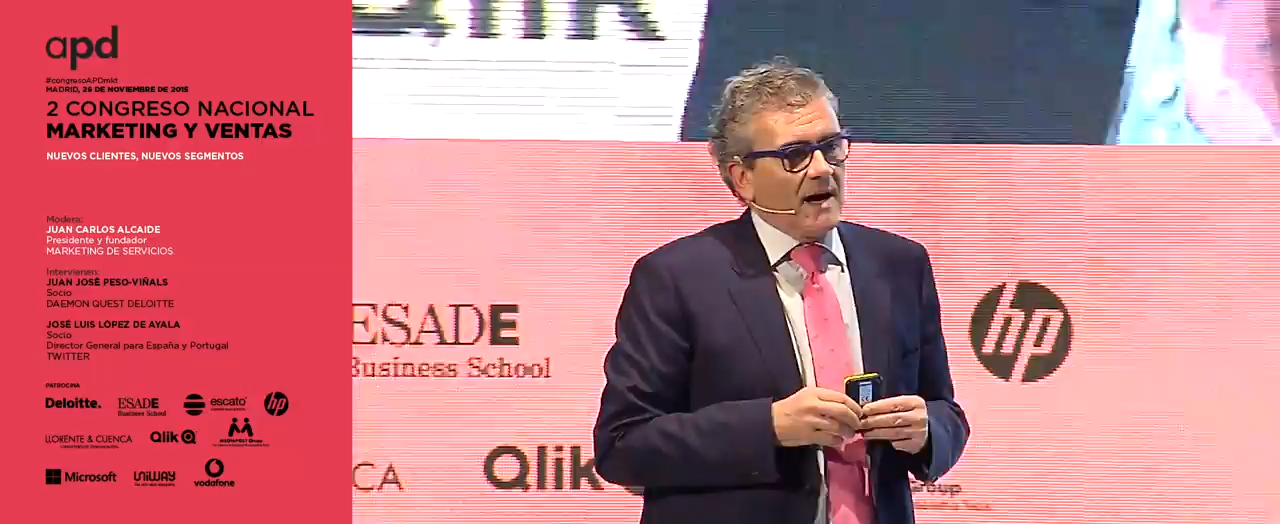 apd
#congresoAPDmkt
MADRID, 26 DE NOVIEMBRE DE 2015
2 CONGRESO NACIONAL
MARKETING Y VENTAS
NUEVOS CLIENTES, NUEVOS SEGMENTOS
Modera:
JUAN CARLOS ALCAIDE
Presidente y fundador
MARKETING DE SERVICIOS
Intervienen:
JUAN JOSÉ PESO-VIÑALS
Socio
DAEMON QUEST DELOITTE
JOSÉ LUIS LÓPEZ DE AYALA
Socio
Director General para España y Portugal
TWITTER
PATROCINA
Deloitte.
ESADE
Business School
escato
hp
LLORENTE & CUENCA
Qlik
MEDIAPOST Group
Microsoft
UNIWAY
vodofone
ESADE
Business School
hp
CA
Qlik
Group